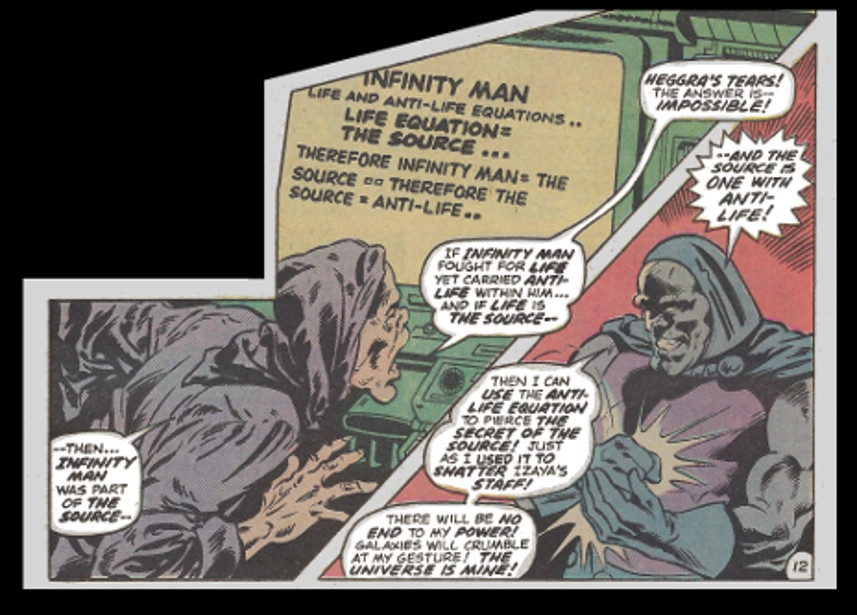 INFINITY MAN
LIFE AND ANTI-LIFE EQUATIONS..
LIFE EQUATION=
THE SOURCE...
THEREFORE INFINITY MAN= THE
SOURCE -- THEREFORE THE
SOURCE = ANTI-LIFE..
--THEN...
INFINITY
MAN
WAS PART
OF THE
SOURCE--
IF INFINITY MAN
FOUGHT FOR LIFE
YET CARRIED ANTI-
LIFE WITHIN HIM...
AND IF LIFE IS
THE SOURCE--
HEGGRA'S TEARS!
THE ANSWER IS--
IMPOSSIBLE!
--AND THE
SOURCE IS
ONE WITH
ANTI-
LIFE!
THEN I CAN
USE THE ANTI-
LIFE EQUATION
TO PIERCE THE
SECRET OF THE
SOURCE! JUST
AS I USED IT TO
SHATTER IZAYA'S
STAFF!
THERE WILL BE NO
END TO MY POWER!
GALAXIES WILL CRUMBLE
AT MY GESTURE! THE
UNIVERSE IS MINE!
12